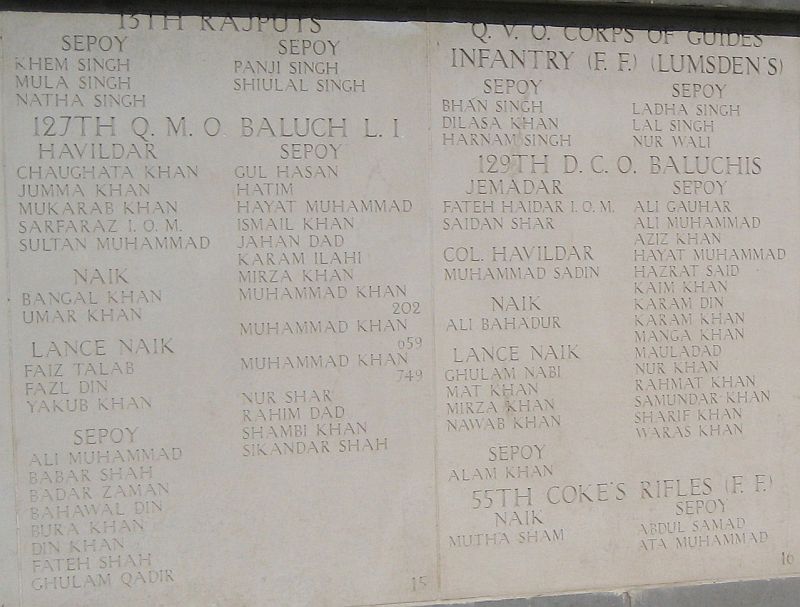 13TH RAJPUTS
SEPOY
KHEM SINGH
MULA SINGH
NATHA SINGH
SEPOY
PANJI SINGH
SHIULAL SINGH
127TH Q. M. O. BALUCH L. I
HAVILDAR
CHAUGHATA KHAN
JUMMA KHAN
MUKARAB KHAN
SARFARAZ I. O. M.
SULTAN MUHAMMAD
NAIK
BANGAL KHAN
UMAR KHAN
LANCE NAIK
FAIZ TALAB
FAZL DIN
YAKUB KHAN
SEPOY
ALI MUHAMMAD
BABAR SHAH
BADAR ZAMAN
BAHAWAL DIN
BURA KHAN
DIN KHAN
FATEH SHAH
GHULAM QADIR
SEPOY
GUL HASAN
HATIM
HAYAT MUHAMMAD
ISMAIL KHAN
JAHAN DAD
KARAM ILAHI
MIRZA KHAN
MUHAMMAD KHAN
202
MUHAMMAD KHAN
659
MUHAMMAD KHAN
749
NUR SHAR
RAHIM DAD
SHAMBI KHAN
SIKANDAR SHAH
15
Q. V. O. CORPS OF GUIDES
INFANTRY (F. F.) (LUMSDEN'S)
SEPOY
BHAN SINGH
DILASA KHAN
HARNAM SINGH
SEPOY
LADHA SINGH
LAL SINGH
NUR WALI
129TH D. C. O. BALUCHIS
JEMADAR
FATEH HAIDAR I. O. M.
SAIDAN SHAR
COL. HAVILDAR
MUHAMMAD SADIN
NAIK
ALI BAHADUR
LANCE NAIK
GHULAM NABI
MAT KHAN
MIRZA KHAN
NAWAB KHAN
SEPOY
ALAM KHAN
SEPOY
ALI GAUHAR
ALI MUHAMMAD
AZIZ KHAN
HAYAT MUHAMMAD
HAZRAT SAID
KAIM KHAN
KARAM DIN
KARAM KHAN
MANGA KHAN
MAULADAD
NUR KHAN
RAHMAT KHAN
SAMUNDAR KHAN
SHARIF KHAN
WARAS KHAN
55TH COKE'S RIFLES (F. F.)
NAIK
MUTHA SHAM
SEPOY
ABDUL SAMAD
ATA MUHAMMAD
16